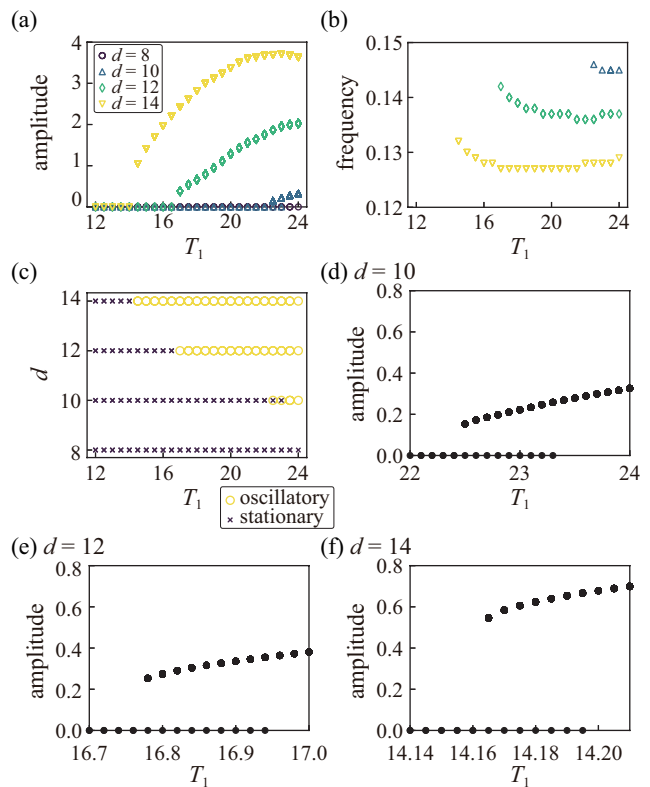 (a)
4
3
2
1
0
amplitude
d = 8
d = 10
d = 12
d = 14
12 16 20 24
T1
(b)
0.15
0.14
0.13
0.12
frequency
12 16 20 24
T1
(c)
14
12
10
8
d
12 16 20 24
T1
oscillatory
stationary
(d) d = 10
0.8
0.6
0.4
0.2
0.0
amplitude
22 23 24
T1
(e) d = 12
0.8
0.6
0.4
0.2
0.0
amplitude
16.7 16.8 16.9 17.0
T1
(f) d = 14
0.8
0.6
0.4
0.2
0.0
amplitude
14.14 14.16 14.18 14.20
T1